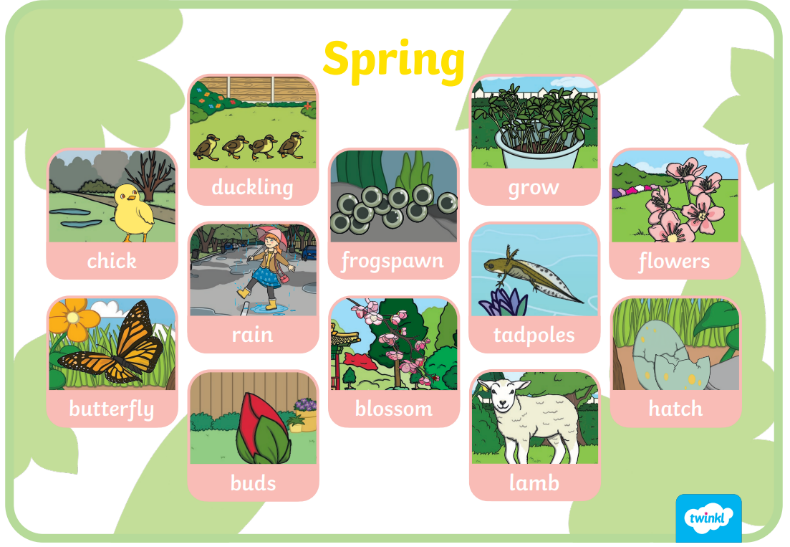 Spring
duckling
grow
chick
frogspawn
flowers
rain
tadpoles
butterfly
blossom
hatch
buds
lamb
twinkl